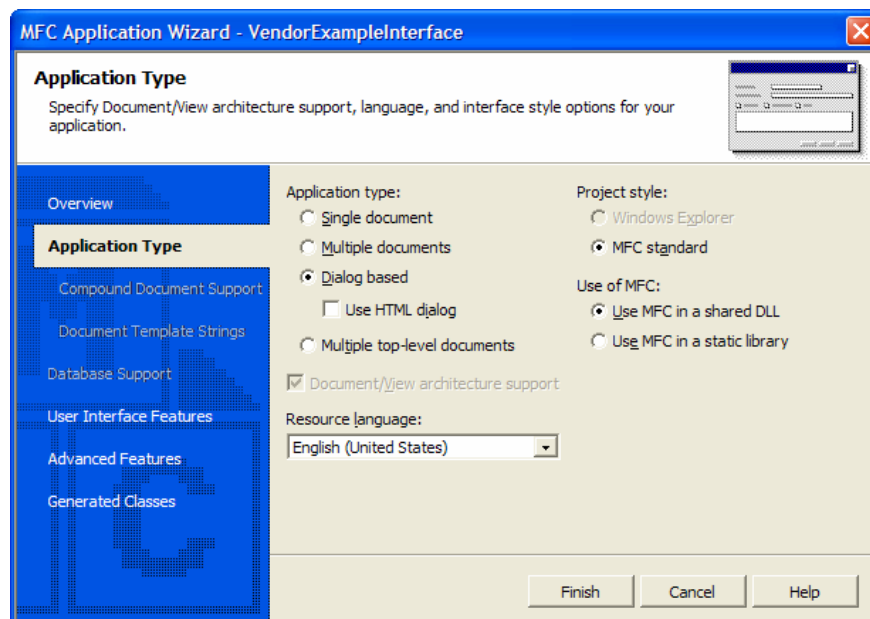 MFC Application Wizard - VendorExampleInterface
Application Type
Specify Document/View architecture support, language, and interface style options for your
application.
Overview
Application Type
Compound Document Support
Document Template Strings
Database Support
User Interface Features
Advanced Features
Generated Classes
Application type:
Single document
Multiple documents
Dialog based
Use HTML dialog
Multiple top-level documents
Document/View architecture support
Resource language:
English (United States)
Project style:
Windows Explorer
MFC standard
Use of MFC:
Use MFC in a shared DLL
Use MFC in a static library
Finish
Cancel
Help